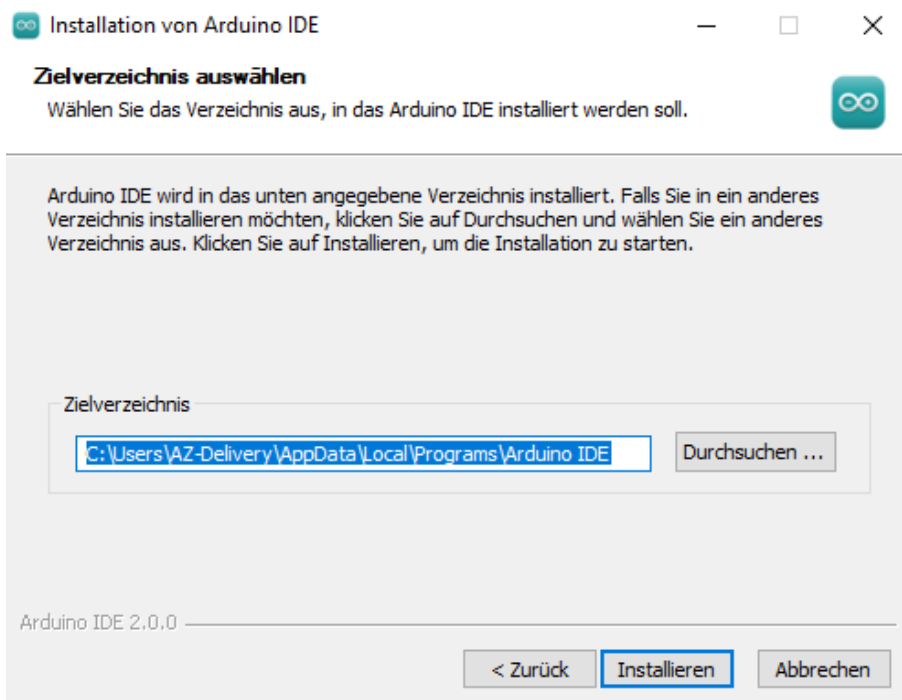 Installation von Arduino IDE
Zielverzeichnis auswählen
Wählen Sie das Verzeichnis aus, in das Arduino IDE installiert werden soll.
Arduino IDE wird in das unten angegebene Verzeichnis installiert. Falls Sie in ein anderes
Verzeichnis installieren möchten, klicken Sie auf Durchsuchen und wählen Sie ein anderes
Verzeichnis aus. Klicken Sie auf Installieren, um die Installation zu starten.
Zielverzeichnis
C:\Users\AZ-Delivery\AppData\Local\Programs\Arduino IDE
Durchsuchen ...
Arduino IDE 2.0.0
< Zurück
Installieren
Abbrechen